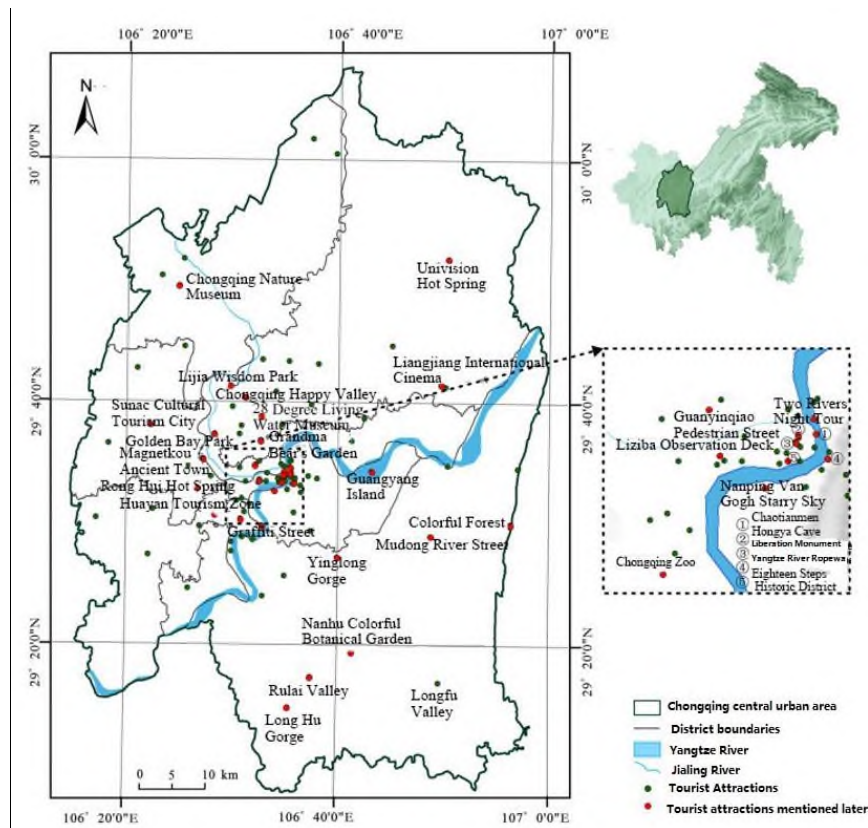 106° 20′0″E
106° 40′0″E
107° 0′0″E
N
30° 0′0″N
30° 0′0″N
Univision
Hot Spring
Chongqing Nature
Museum
Liangjiang International
Cinema
Lijia Wisdom Park
Chongqing Happy Valley
29° 40′0″N
29° 40′0″N
Sunac Cultural
Tourism City
28 Degree Living
Water Museum
Golden Bay Park
Grandma
Bear's Garden
Magnetkou
Ancient Town
Rong Hui Hot Spring
Guangyang
Island
Huayan Tourism Zone
Graffiti Street
Colorful Forest
Mudong River Street
Yinglong
Gorge
Nanhu Colorful
Botanical Garden
29° 20′0″N
29° 20′0″N
Rulai Valley
Longfu
Valley
Long Hu
Gorge
0 5 10 km
106° 20′0″E
106° 40′0″E
107° 0′0″E
Two Rivers
Night Tour
Guanyinqiao
Pedestrian Street
Liziba Observation Deck
② ① ③ ④ ⑤
Nanping Van
Gogh Starry Sky
Chongqing Zoo
① Chaotianmen
② Hongya Cave
Liberation Monument
③ Yangtze River Ropewa
④ Eighteen Steps
⑤ Historic District
Chongqing central urban area
District boundaries
Yangtze River
Jialing River
Tourist Attractions
Tourist attractions mentioned later